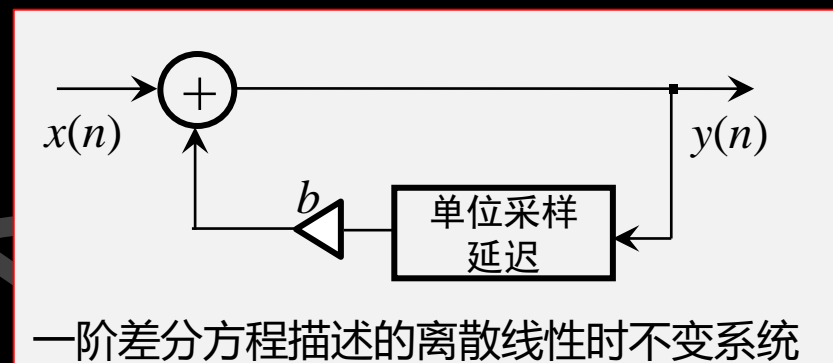 +
x(n)
y(n)
b
单位采样
延迟
一阶差分方程描述的离散线性时不变系统